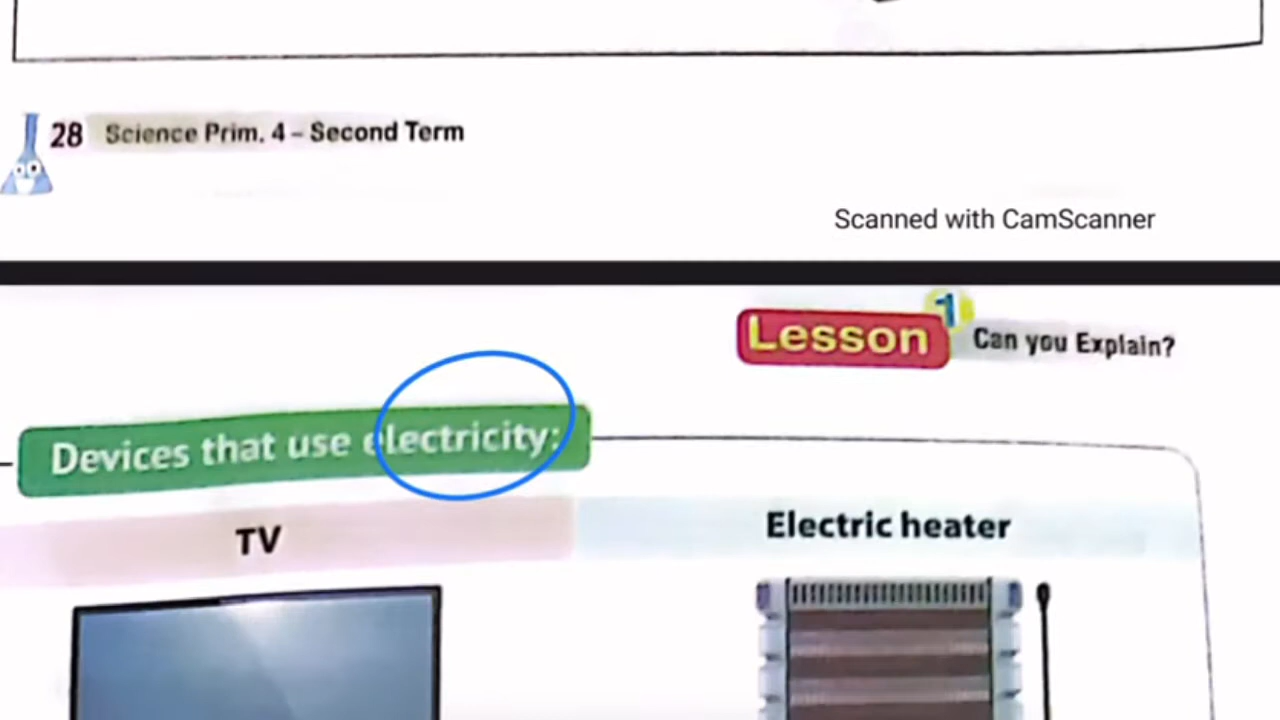 28 Science Prim. 4 – Second Term
Scanned with CamScanner
Lesson 1 Can you Explain?
Devices that use electricity:
TV
Electric heater